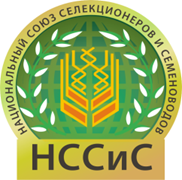 НАЦИОНАЛЬНЫЙ СОЮЗ СЕЛЕКЦИОНЕРОВ И СЕМЕНОВОДОВ
НССиС